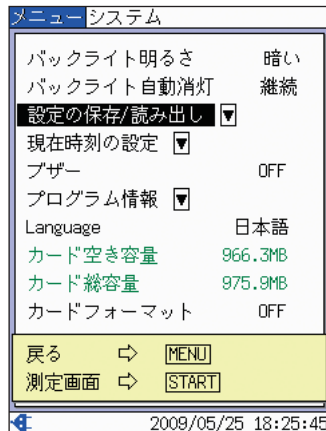 メニュー システム
バックライト明るさ 暗い
バックライト自動消灯 継続
設定の保存/読み出し ▼
現在時刻の設定 ▼
ブザー OFF
プログラム情報 ▼
Language 日本語
カード空き容量 966.3MB
カード総容量 975.9MB
カードフォーマット OFF
戻る ⇨ MENU
測定画面 ⇨ START
2009/05/25 18:25:45